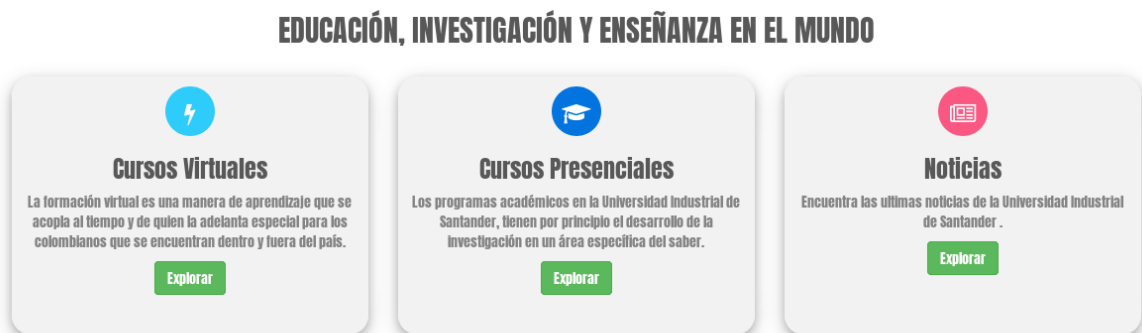 EDUCACIÓN, INVESTIGACIÓN Y ENSEÑANZA EN EL MUNDO
Cursos Virtuales
La formación virtual es una manera de aprendizaje que se
acopla al tiempo y de quien la adelanta especial para los
colombianos que se encuentran dentro y fuera del país.
Explorar
Cursos Presenciales
Los programas académicos en la Universidad Industrial de
Santander, tienen por principio el desarrollo de la
investigación en un área específica del saber.
Explorar
Noticias
Encuentra las ultimas noticias de la Universidad Industrial
de Santander .
Explorar